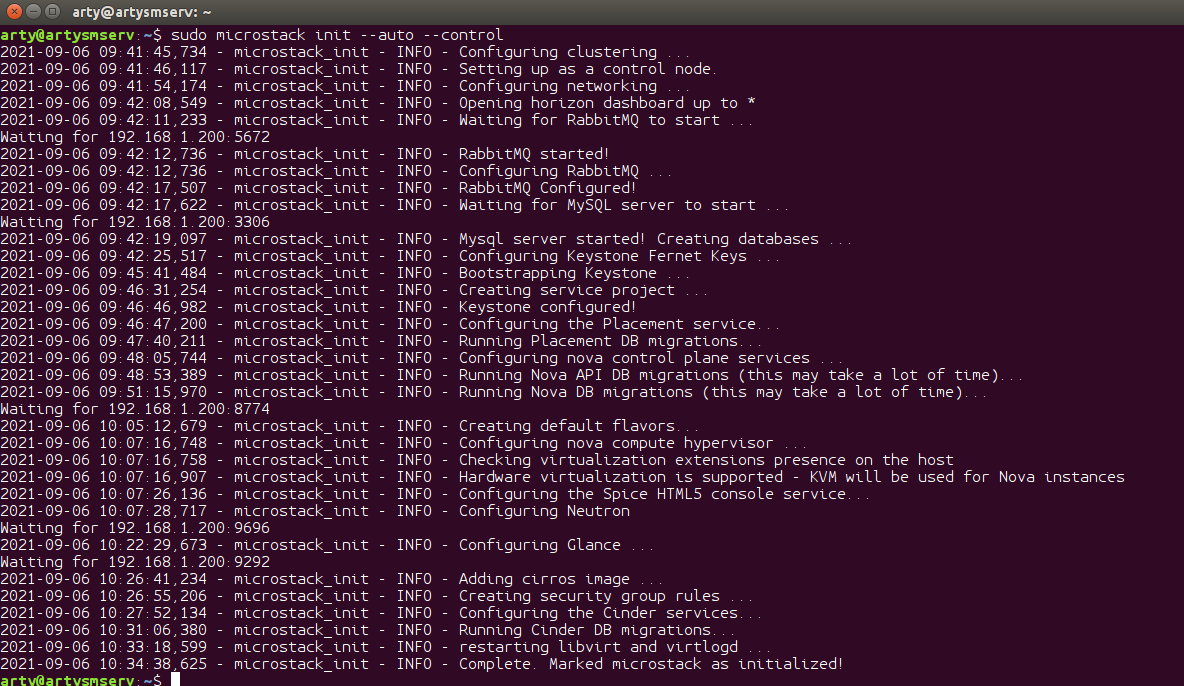 arty@artysmserv: ~
arty@artysmserv:~$ sudo microstack init --auto --control
2021-09-06 09:41:45,734 - microstack_init - INFO - Configuring clustering ...
2021-09-06 09:41:46,117 - microstack_init - INFO - Setting up as a control node.
2021-09-06 09:41:54,174 - microstack_init - INFO - Configuring networking ...
2021-09-06 09:42:08,549 - microstack_init - INFO - Opening horizon dashboard up to *
2021-09-06 09:42:11,233 - microstack_init - INFO - Waiting for RabbitMQ to start ...
Waiting for 192.168.1.200:5672
2021-09-06 09:42:12,736 - microstack_init - INFO - RabbitMQ started!
2021-09-06 09:42:12,736 - microstack_init - INFO - Configuring RabbitMQ ...
2021-09-06 09:42:17,507 - microstack_init - INFO - RabbitMQ Configured!
2021-09-06 09:42:17,622 - microstack_init - INFO - Waiting for MySQL server to start ...
Waiting for 192.168.1.200:3306
2021-09-06 09:42:19,097 - microstack_init - INFO - Mysql server started! Creating databases ...
2021-09-06 09:42:25,517 - microstack_init - INFO - Configuring Keystone Fernet Keys ...
2021-09-06 09:45:41,484 - microstack_init - INFO - Bootstrapping Keystone ...
2021-09-06 09:46:31,254 - microstack_init - INFO - Creating service project ...
2021-09-06 09:46:46,982 - microstack_init - INFO - Keystone configured!
2021-09-06 09:46:47,200 - microstack_init - INFO - Configuring the Placement service...
2021-09-06 09:47:40,211 - microstack_init - INFO - Running Placement DB migrations...
2021-09-06 09:48:05,744 - microstack_init - INFO - Configuring nova control plane services ...
2021-09-06 09:48:53,389 - microstack_init - INFO - Running Nova API DB migrations (this may take a lot of time)...
2021-09-06 09:51:15,970 - microstack_init - INFO - Running Nova DB migrations (this may take a lot of time)...
Waiting for 192.168.1.200:8774
2021-09-06 10:05:12,679 - microstack_init - INFO - Creating default flavors...
2021-09-06 10:07:16,748 - microstack_init - INFO - Configuring nova compute hypervisor ...
2021-09-06 10:07:16,758 - microstack_init - INFO - Checking virtualization extensions presence on the host
2021-09-06 10:07:16,907 - microstack_init - INFO - Hardware virtualization is supported - KVM will be used for Nova instances
2021-09-06 10:07:26,136 - microstack_init - INFO - Configuring the Spice HTML5 console service...
2021-09-06 10:07:28,717 - microstack_init - INFO - Configuring Neutron
Waiting for 192.168.1.200:9696
2021-09-06 10:22:29,673 - microstack_init - INFO - Configuring Glance ...
Waiting for 192.168.1.200:9292
2021-09-06 10:26:41,234 - microstack_init - INFO - Adding cirros image ...
2021-09-06 10:26:55,206 - microstack_init - INFO - Creating security group rules ...
2021-09-06 10:27:52,134 - microstack_init - INFO - Configuring the Cinder services...
2021-09-06 10:31:06,380 - microstack_init - INFO - Running Cinder DB migrations...
2021-09-06 10:33:18,599 - microstack_init - INFO - restarting libvirt and virtlogd ...
2021-09-06 10:34:38,625 - microstack_init - INFO - Complete. Marked microstack as initialized!
arty@artysmserv:~$